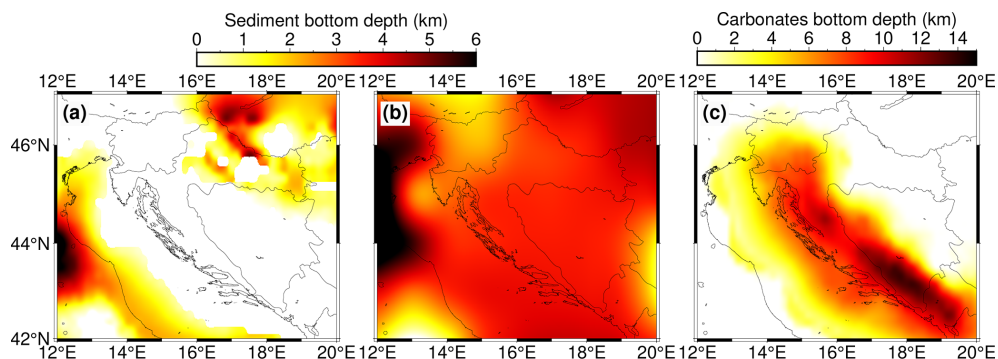 Sediment bottom depth (km)
0 1 2 3 4 5 6
Carbonates bottom depth (km)
0 2 4 6 8 10 12 14
12°E 14°E 16°E 18°E 20°E 12°E 14°E 16°E 18°E 20°E 12°E 14°E 16°E 18°E 20°E
(a) (b) (c)
46°N
44°N
42°N
12°E 14°E 16°E 18°E 20°E 12°E 14°E 16°E 18°E 20°E 12°E 14°E 16°E 18°E 20°E